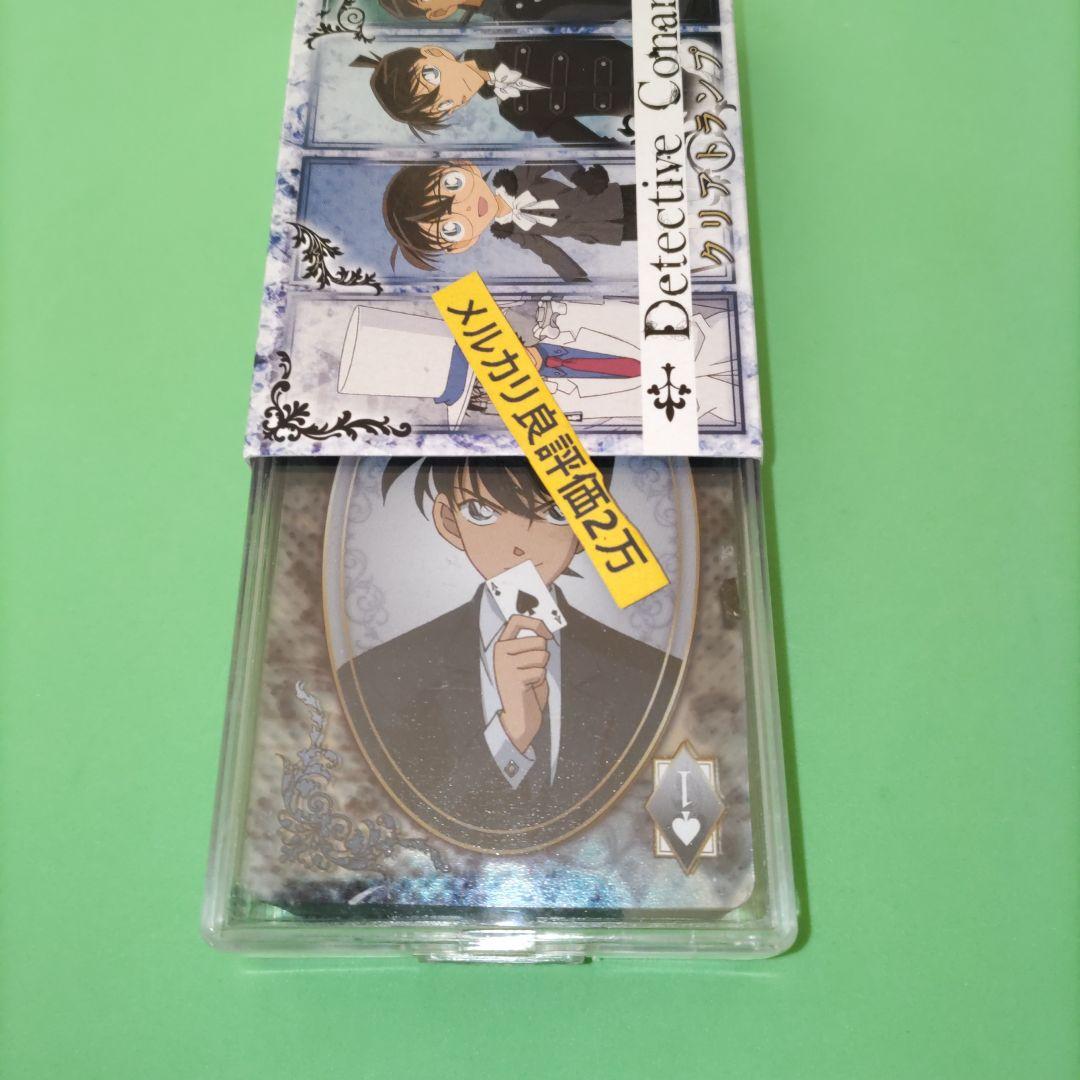 Detective Conan
クリアトランプ
メルカリ良評価2万
A
1